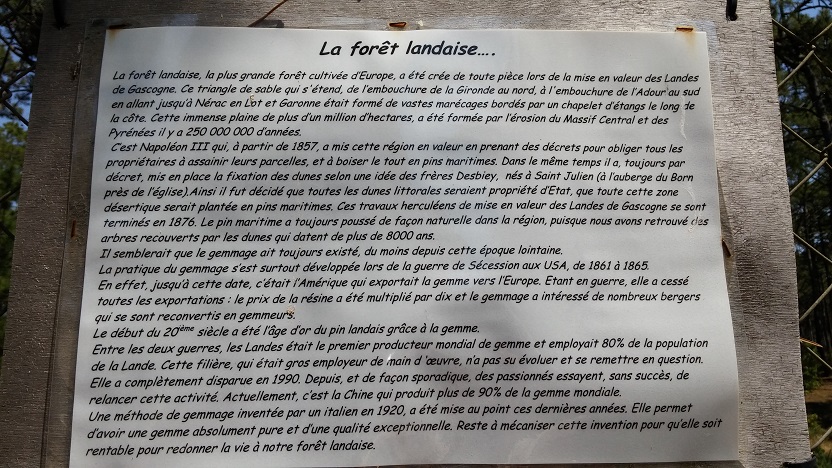 La forêt landaise….
La forêt landaise, la plus grande forêt cultivée d'Europe, a été crée de toute pièce lors de la mise en valeur des Landes
de Gascogne. Ce triangle de sable qui s'étend, de l'embouchure de la Gironde au nord, à l'embouchure de l'Adour au sud
en allant jusqu'à Nérac en Lot et Garonne était formé de vastes marécages bordés par un chapelet d'étangs le long de
la côte. Cette immense plaine de plus d'un million d'hectares, a été formée par l'érosion du Massif Central et des
Pyrénées il y a 250 000 000 d'années.
C'est Napoléon III qui, à partir de 1857, a mis cette région en valeur en prenant des décrets pour obliger tous les
propriétaires à assainir leurs parcelles, et à boiser le tout en pins maritimes. Dans le même temps il a, toujours par
décret, mis en place la fixation des dunes selon une idée des frères Desbiey, nés à Saint Julien (à l'auberge du Born
près de l'église).Ainsi il fut décidé que toutes les dunes littorales seraient propriété d'Etat, que toute cette zone
désertique serait plantée en pins maritimes. Ces travaux herculéens de mise en valeur des Landes de Gascogne se sont
terminés en 1876. Le pin maritime a toujours poussé de façon naturelle dans la région, puisque nous avons retrouvé des
arbres recouverts par les dunes qui datent de plus de 8000 ans.
Il semblerait que le gemmage ait toujours existé, du moins depuis cette époque lointaine.
La pratique du gemmage s'est surtout développée lors de la guerre de Sécession aux USA, de 1861 à 1865.
En effet, jusqu'à cette date, c'était l'Amérique qui exportait la gemme vers l'Europe. Etant en guerre, elle a cessé
toutes les exportations : le prix de la résine a été multiplié par dix et le gemmage a intéressé de nombreux bergers
qui se sont reconvertis en gemmeurs.
Le début du 20ième siècle a été l'âge d'or du pin landais grâce à la gemme.
Entre les deux guerres, les Landes était le premier producteur mondial de gemme et employait 80% de la population
de la Lande. Cette filière, qui était gros employeur de main d 'œuvre, n'a pas su évoluer et se remettre en question.
Elle a complètement disparue en 1990. Depuis, et de façon sporadique, des passionnés essayent, sans succès, de
relancer cette activité. Actuellement, c'est la Chine qui produit plus de 90% de la gemme mondiale.
Une méthode de gemmage inventée par un italien en 1920, a été mise au point ces dernières années. Elle permet
d'avoir une gemme absolument pure et d'une qualité exceptionnelle. Reste à mécaniser cette invention pour qu'elle soit
rentable pour redonner la vie à notre forêt landaise.